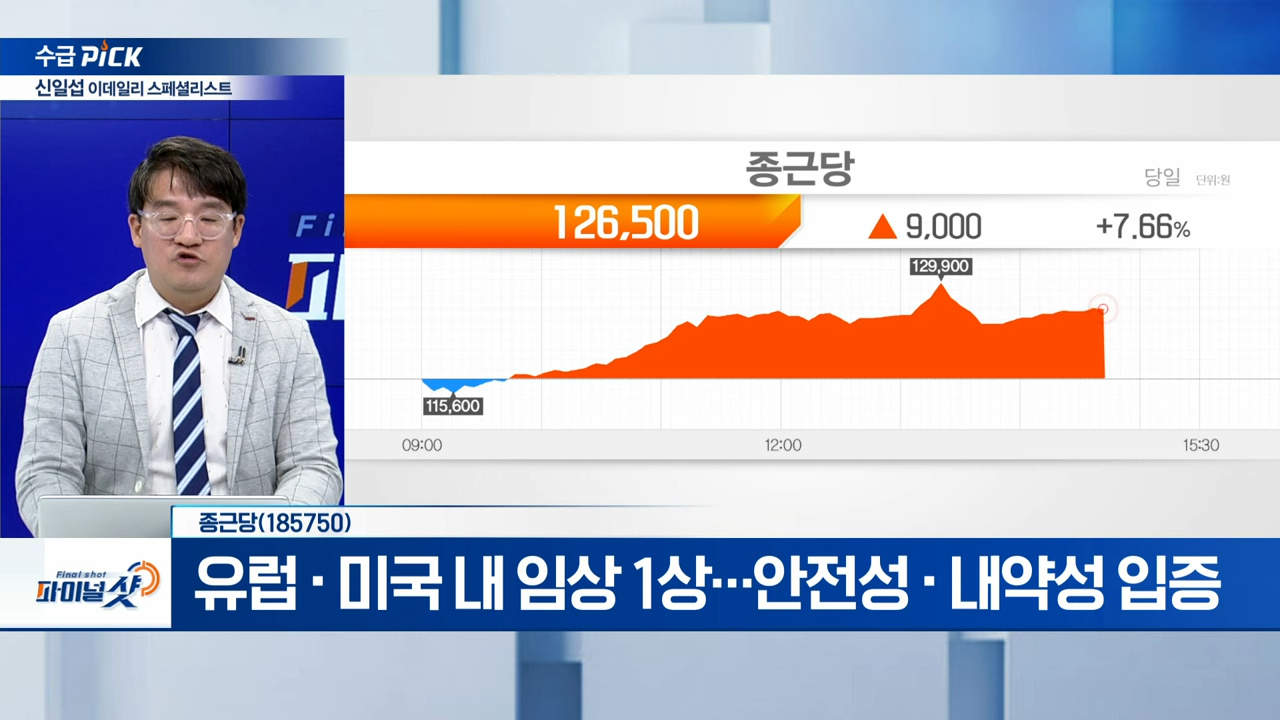 수급 PiCK
신일섭 이데일리 스페셜리스트
Fi
파
종근당
당일 단위:원
126,500 ▲ 9,000 +7.66%
129,900
115,600
09:00 12:00 15:30
종근당(185750)
Final shot
파이널샷
유럽·미국 내 임상 1상…안전성·내약성 입증